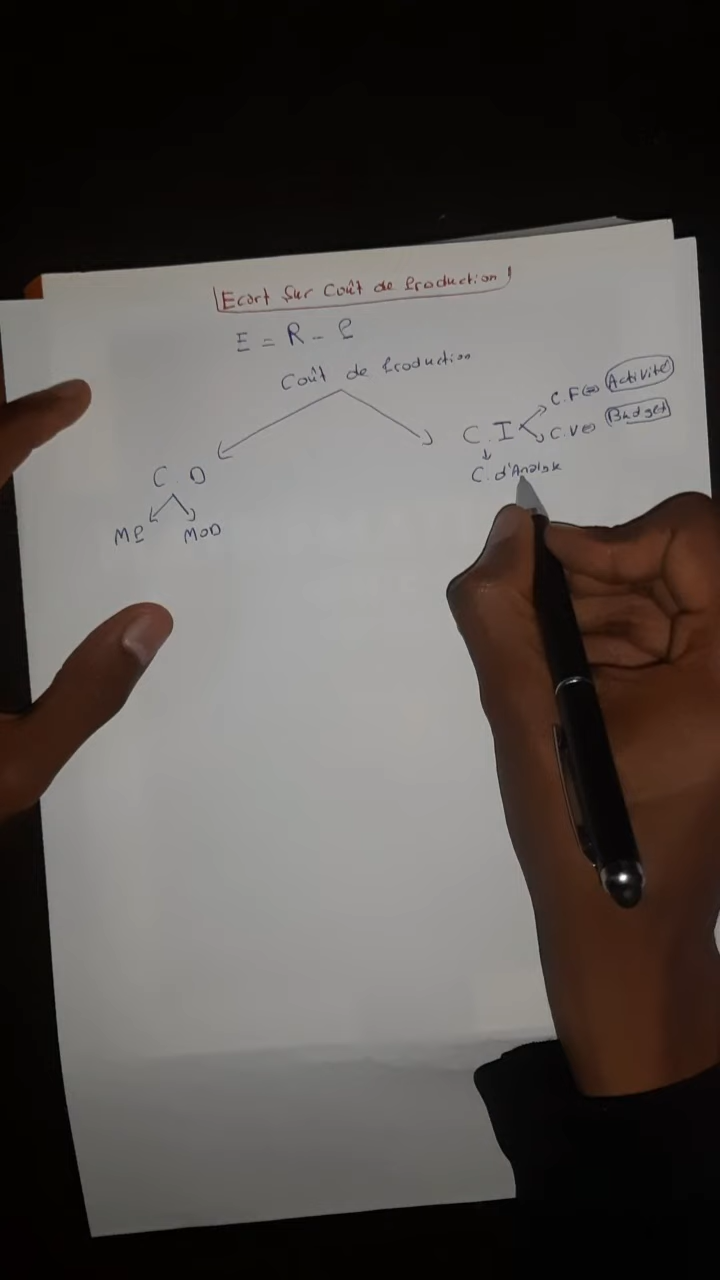 Ecart Sur Coût de Production
E = R - P
Coût de Production
C.D
MP MOD
C.I
C.F⇔ Activité
C.V⇔ Budget
C. d'Analyse